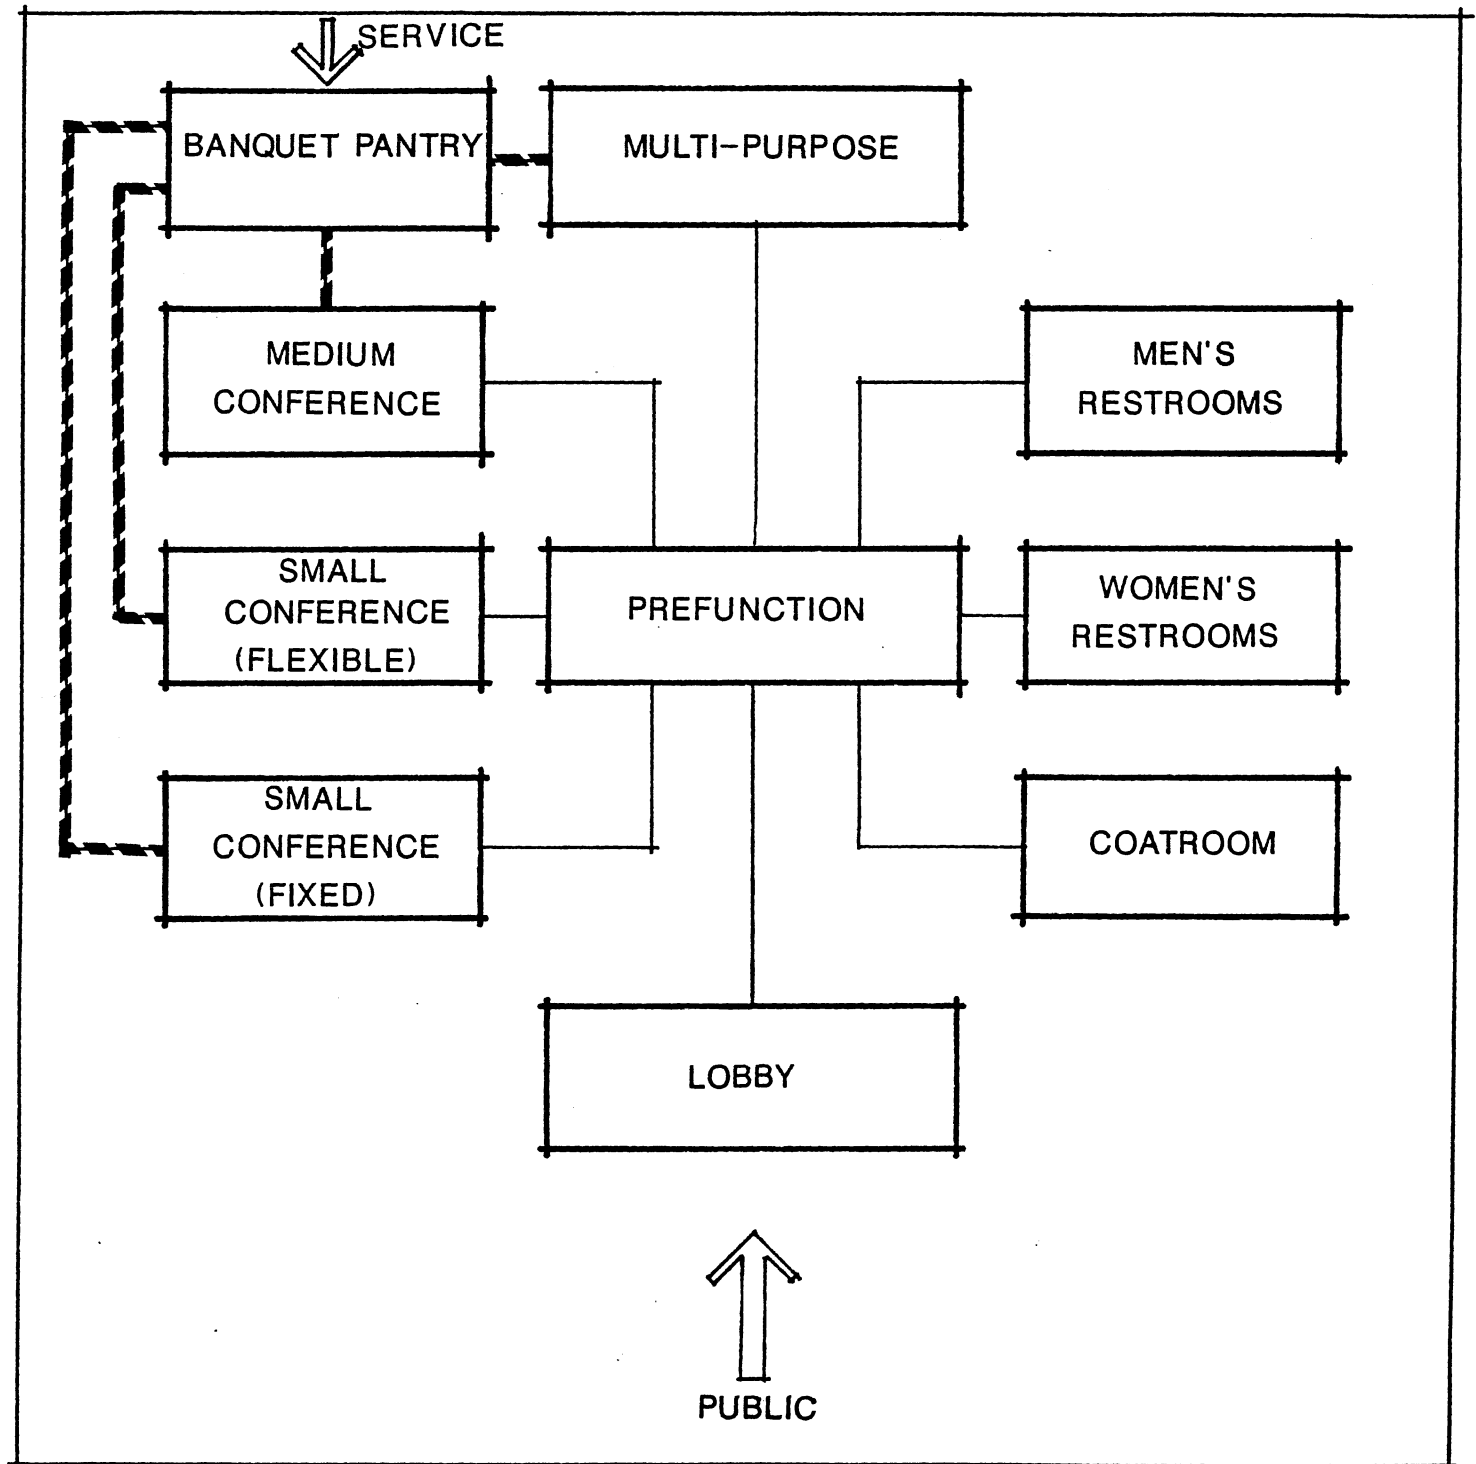 SERVICE
BANQUET PANTRY
MULTI-PURPOSE
MEDIUM
CONFERENCE
MEN'S
RESTROOMS
SMALL
CONFERENCE
(FLEXIBLE)
PREFUNCTION
WOMEN'S
RESTROOMS
SMALL
CONFERENCE
(FIXED)
COATROOM
LOBBY
PUBLIC